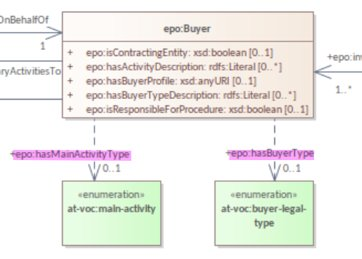 OnBehalfOf
1
ryActivitiesTo
epo:Buyer
+ epo:isContractingEntity: xsd:boolean [0..1]
+ epo:hasActivityDescription: rdfs:Literal [0..*]
+ epo:hasBuyerProfile: xsd:anyURI [0..1]
+ epo:hasBuyerTypeDescription: rdfs:Literal [0..*]
+ epo:isResponsibleForProcedure: xsd:boolean [0..1]
+epo:inv
1..*
+epo:hasMainActivityType
0..1
+epo:hasBuyerType
0..1
«enumeration»
at-voc:main-activity
«enumeration»
at-voc:buyer-legal-
type